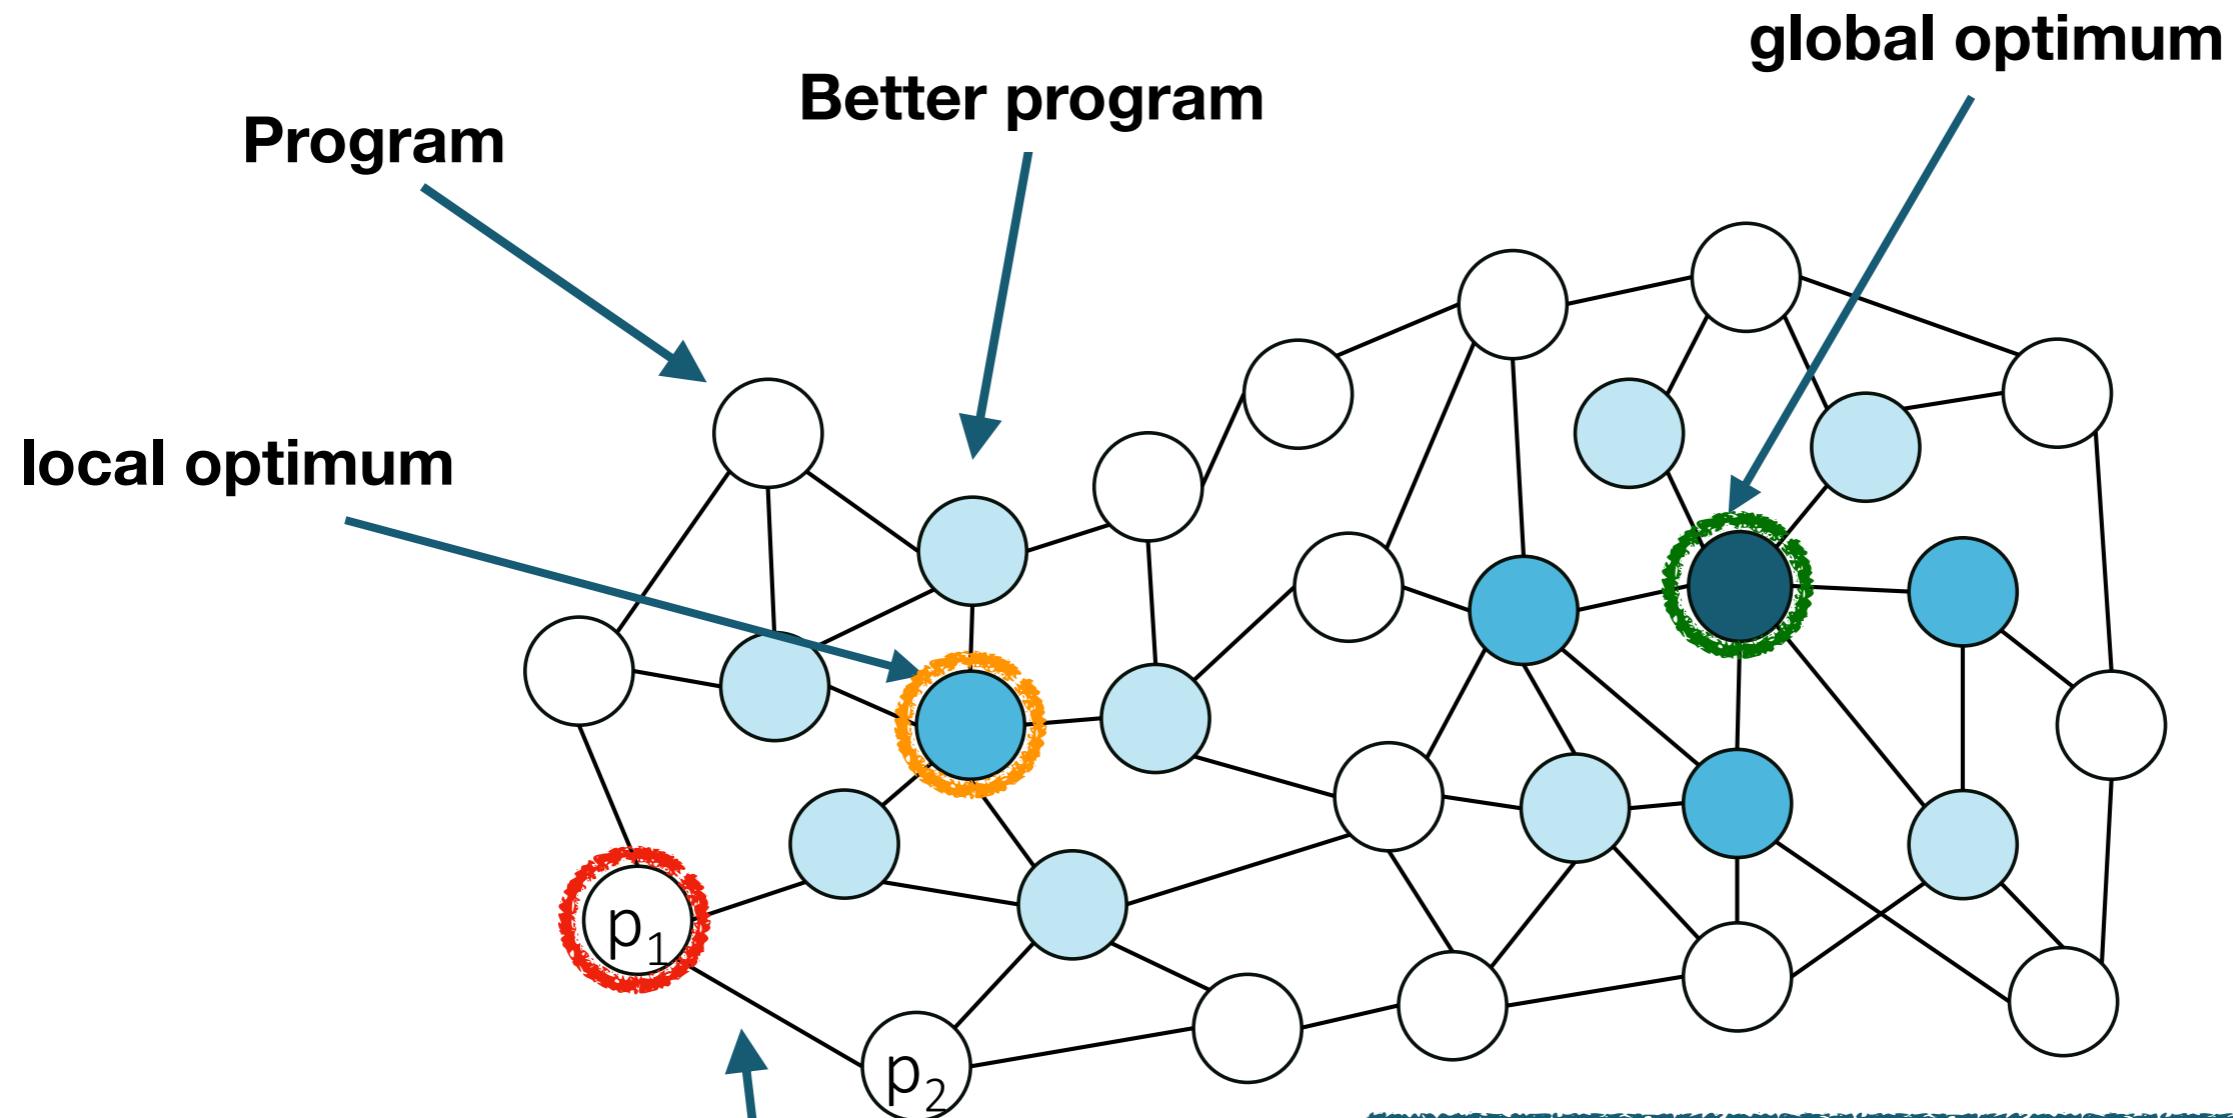 global optimum
Better program
Program
local optimum
p1
p2